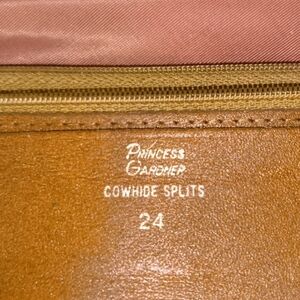 PRINCESS
GARDNER
COWHIDE SPLITS
24